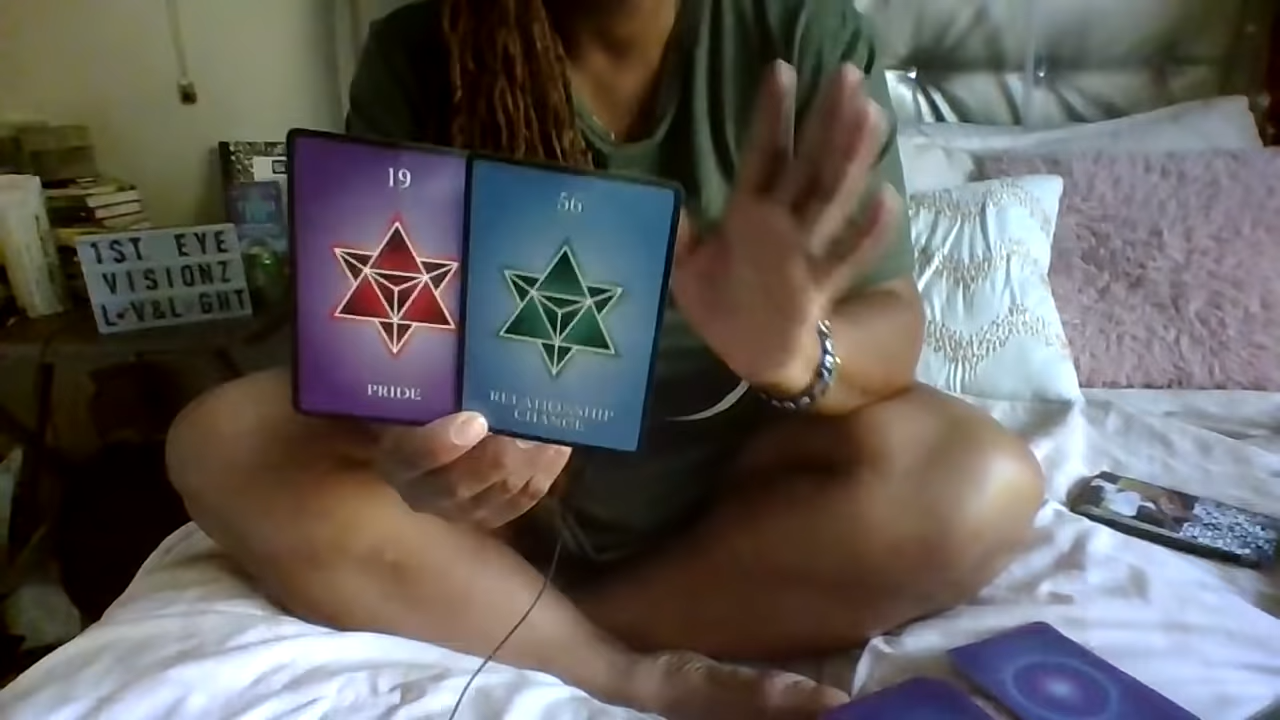 19
PRIDE
56
RELATIONSHIP
CHANGE
1ST EYE
VISIONZ
L♥V&L GHT